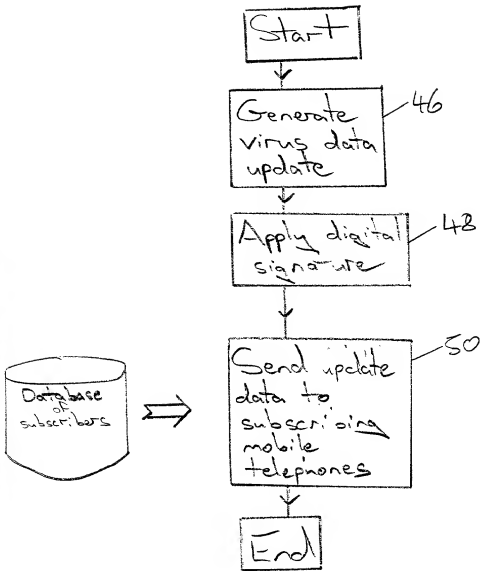 Start
Generate
virus data
update
46
Apply digital
signature
48
Send update
data to
subscribing
mobile
telephones
50
Database
of
subscribers
End